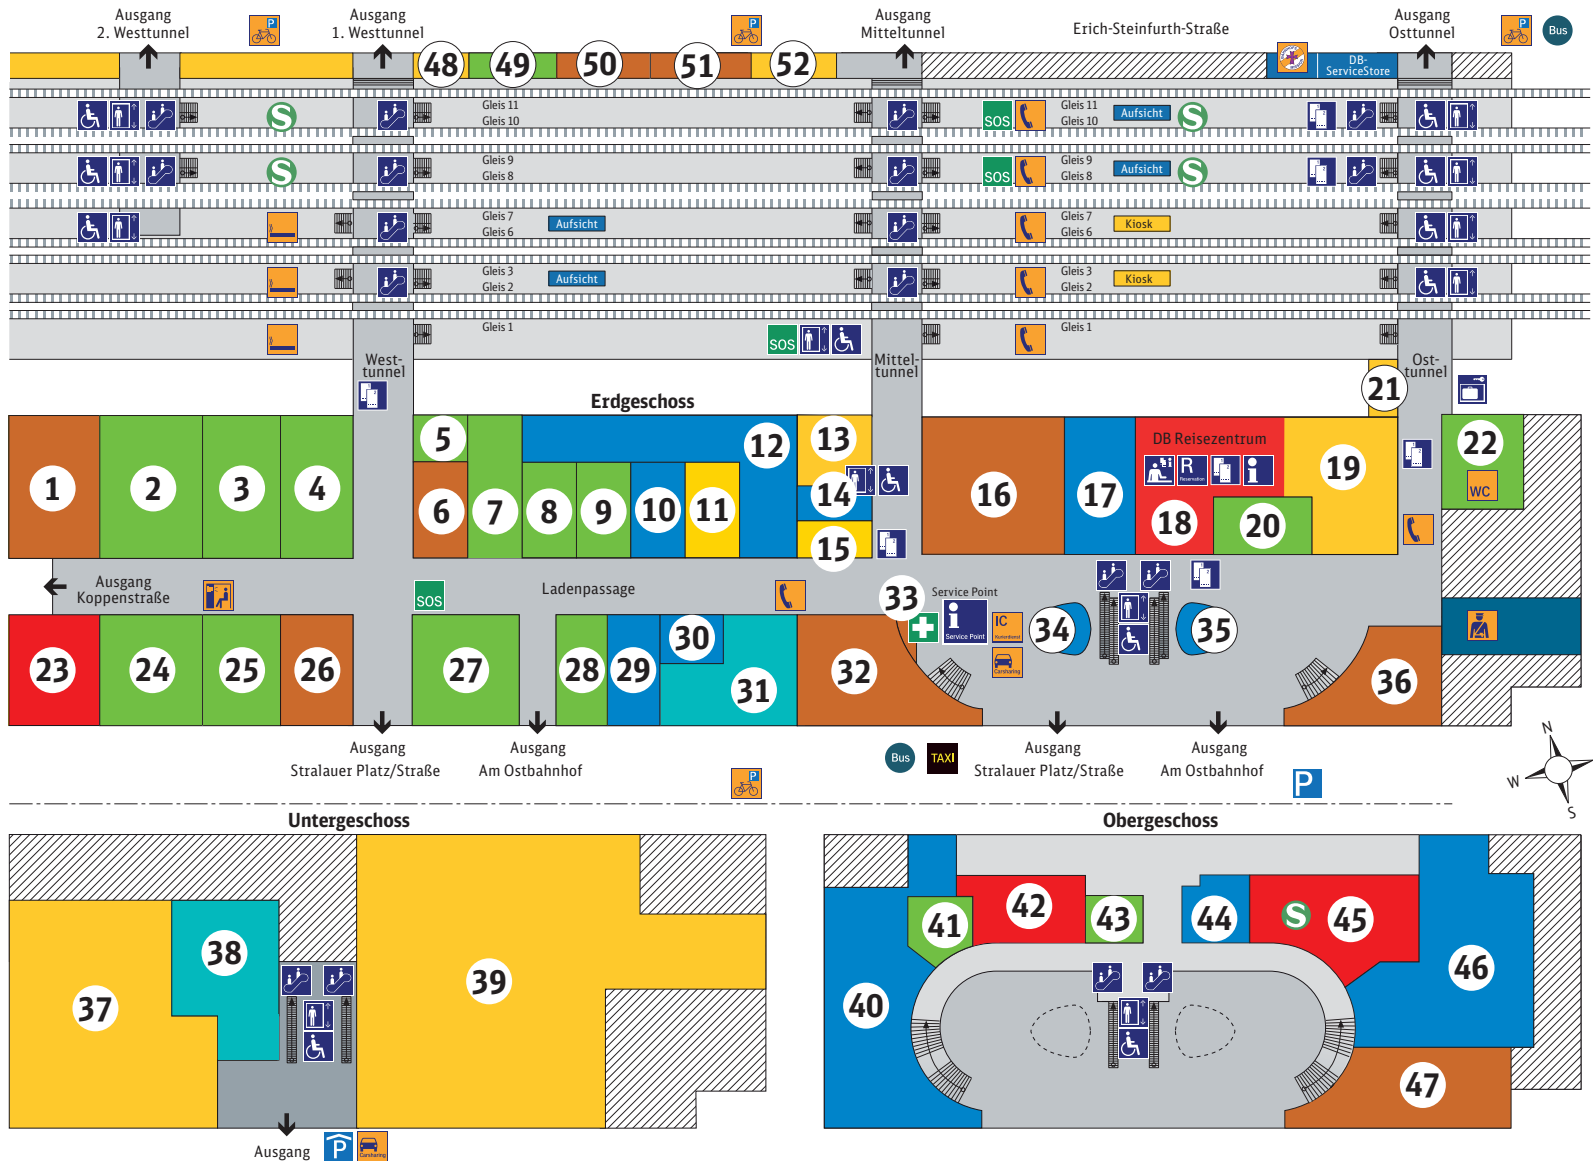 Ausgang
2. Westtunnel
P
Ausgang
1. Westtunnel
P
Ausgang
Mitteltunnel
Erich-Steinfurth-Straße
Ausgang
Osttunnel
P
Bus
48
49
50
51
52
DB-
ServiceStore
S
Gleis 11
Gleis 10
SOS
Gleis 11
Gleis 10
Aufsicht
S
S
Gleis 9
Gleis 8
SOS
Gleis 9
Gleis 8
Aufsicht
S
Gleis 7
Gleis 6
Aufsicht
Gleis 7
Gleis 6
Kiosk
Gleis 3
Gleis 2
Aufsicht
Gleis 3
Gleis 2
Kiosk
Gleis 1
SOS
Gleis 1
West-
tunnel
Mittel-
tunnel
Ost-
tunnel
Erdgeschoss
1
2
3
4
5
6
7
8
9
10
11
12
13
14
15
16
17
DB Reisezentrum
R
Reservation
18
19
20
21
22
WC
Ausgang
Koppenstraße
SOS
Ladenpassage
33
Service Point
Service Point
IC
Kurierdienst
Carsharing
34
35
23
24
25
26
27
28
29
30
31
32
36
Ausgang
Stralauer Platz/Straße
Ausgang
Am Ostbahnhof
Bus
TAXI
Ausgang
Stralauer Platz/Straße
Ausgang
Am Ostbahnhof
P
P
N
W
S
Untergeschoss
37
38
39
Ausgang
P
Carsharing
Obergeschoss
40
41
42
43
44
S
45
46
47